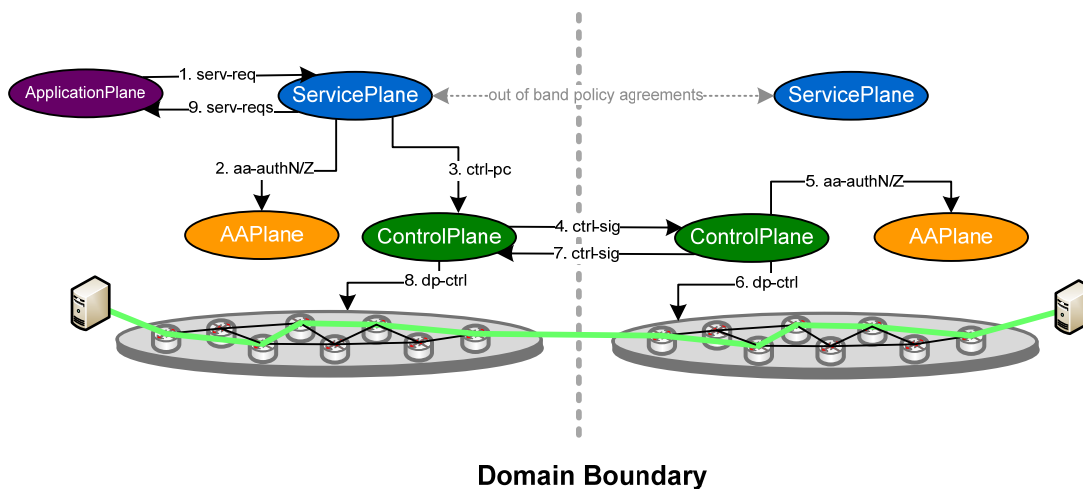 1. serv-req
ApplicationPlane
ServicePlane
out of band policy agreements
ServicePlane
9. serv-reqs
2. aa-authN/Z
3. ctrl-pc
5. aa-authN/Z
AAPlane
ControlPlane
4. ctrl-sig
7. ctrl-sig
ControlPlane
AAPlane
8. dp-ctrl
6. dp-ctrl
Domain Boundary